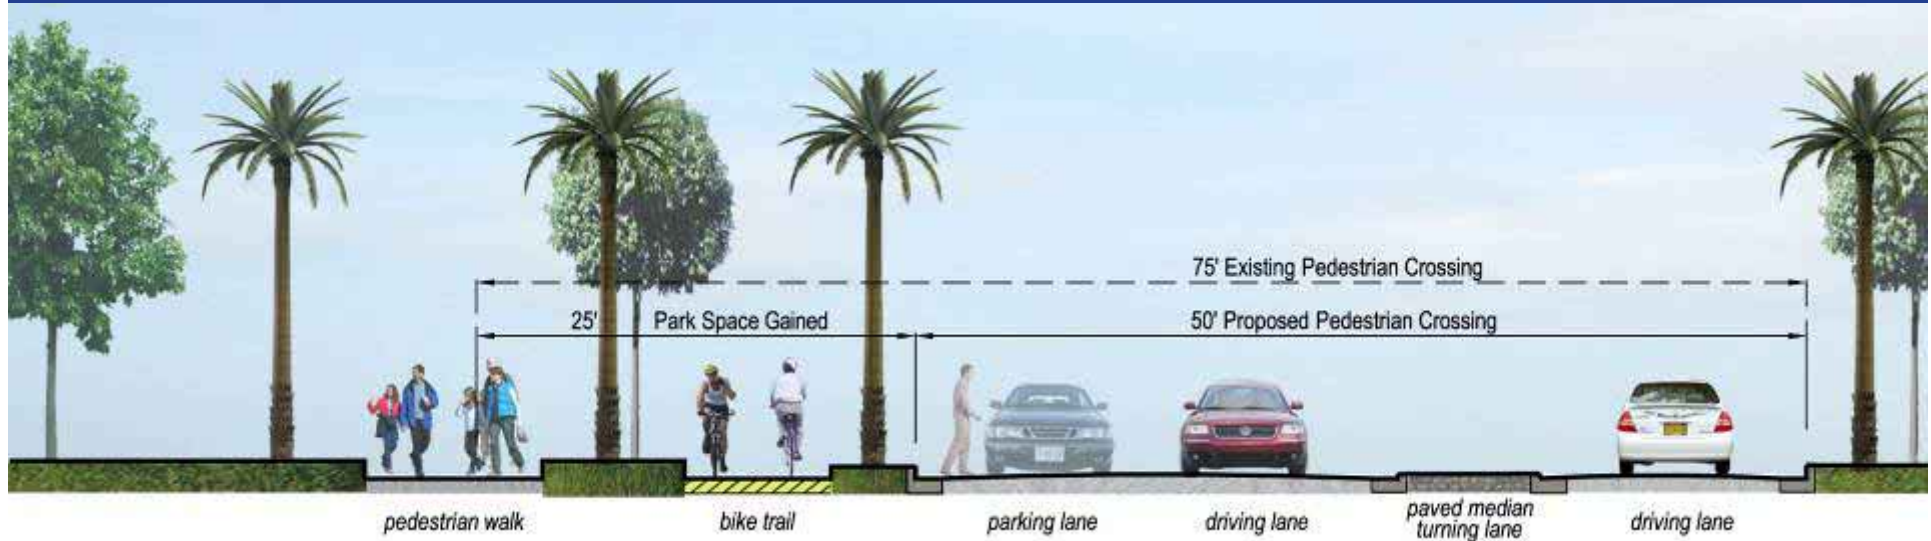 75' Existing Pedestrian Crossing
25' Park Space Gained
50' Proposed Pedestrian Crossing
pedestrian walk
bike trail
parking lane
driving lane
paved median
turning lane
driving lane